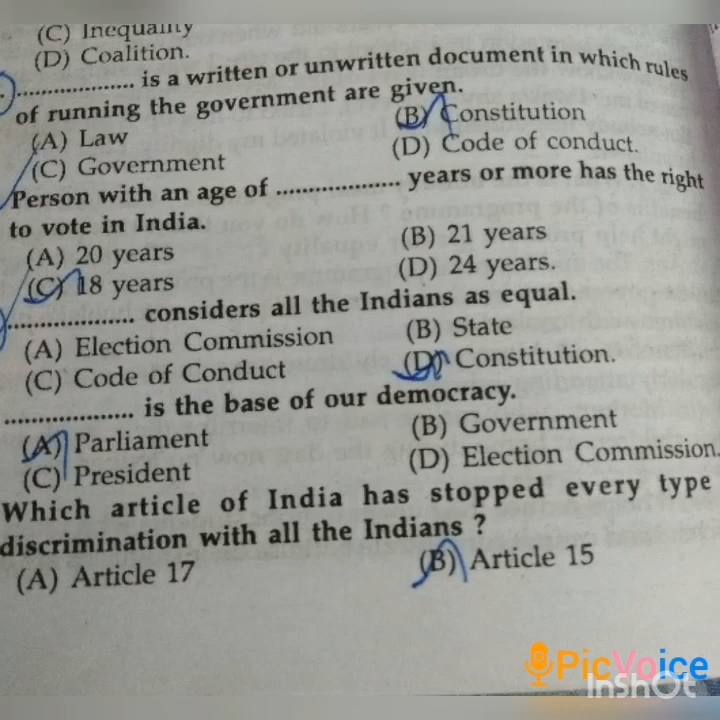 (C) Inequality
(D) Coalition.
.................... is a written or unwritten document in which rules
of running the government are given.
(A) Law (B) Constitution
(C) Government (D) Code of conduct.
Person with an age of .................... years or more has the right
to vote in India.
(A) 20 years (B) 21 years
(C) 18 years (D) 24 years.
.................... considers all the Indians as equal.
(A) Election Commission (B) State
(C) Code of Conduct (D) Constitution.
.................... is the base of our democracy.
(A) Parliament (B) Government
(C) President (D) Election Commission.
Which article of India has stopped every type
discrimination with all the Indians ?
(A) Article 17 (B) Article 15
PicVoice
InShOt